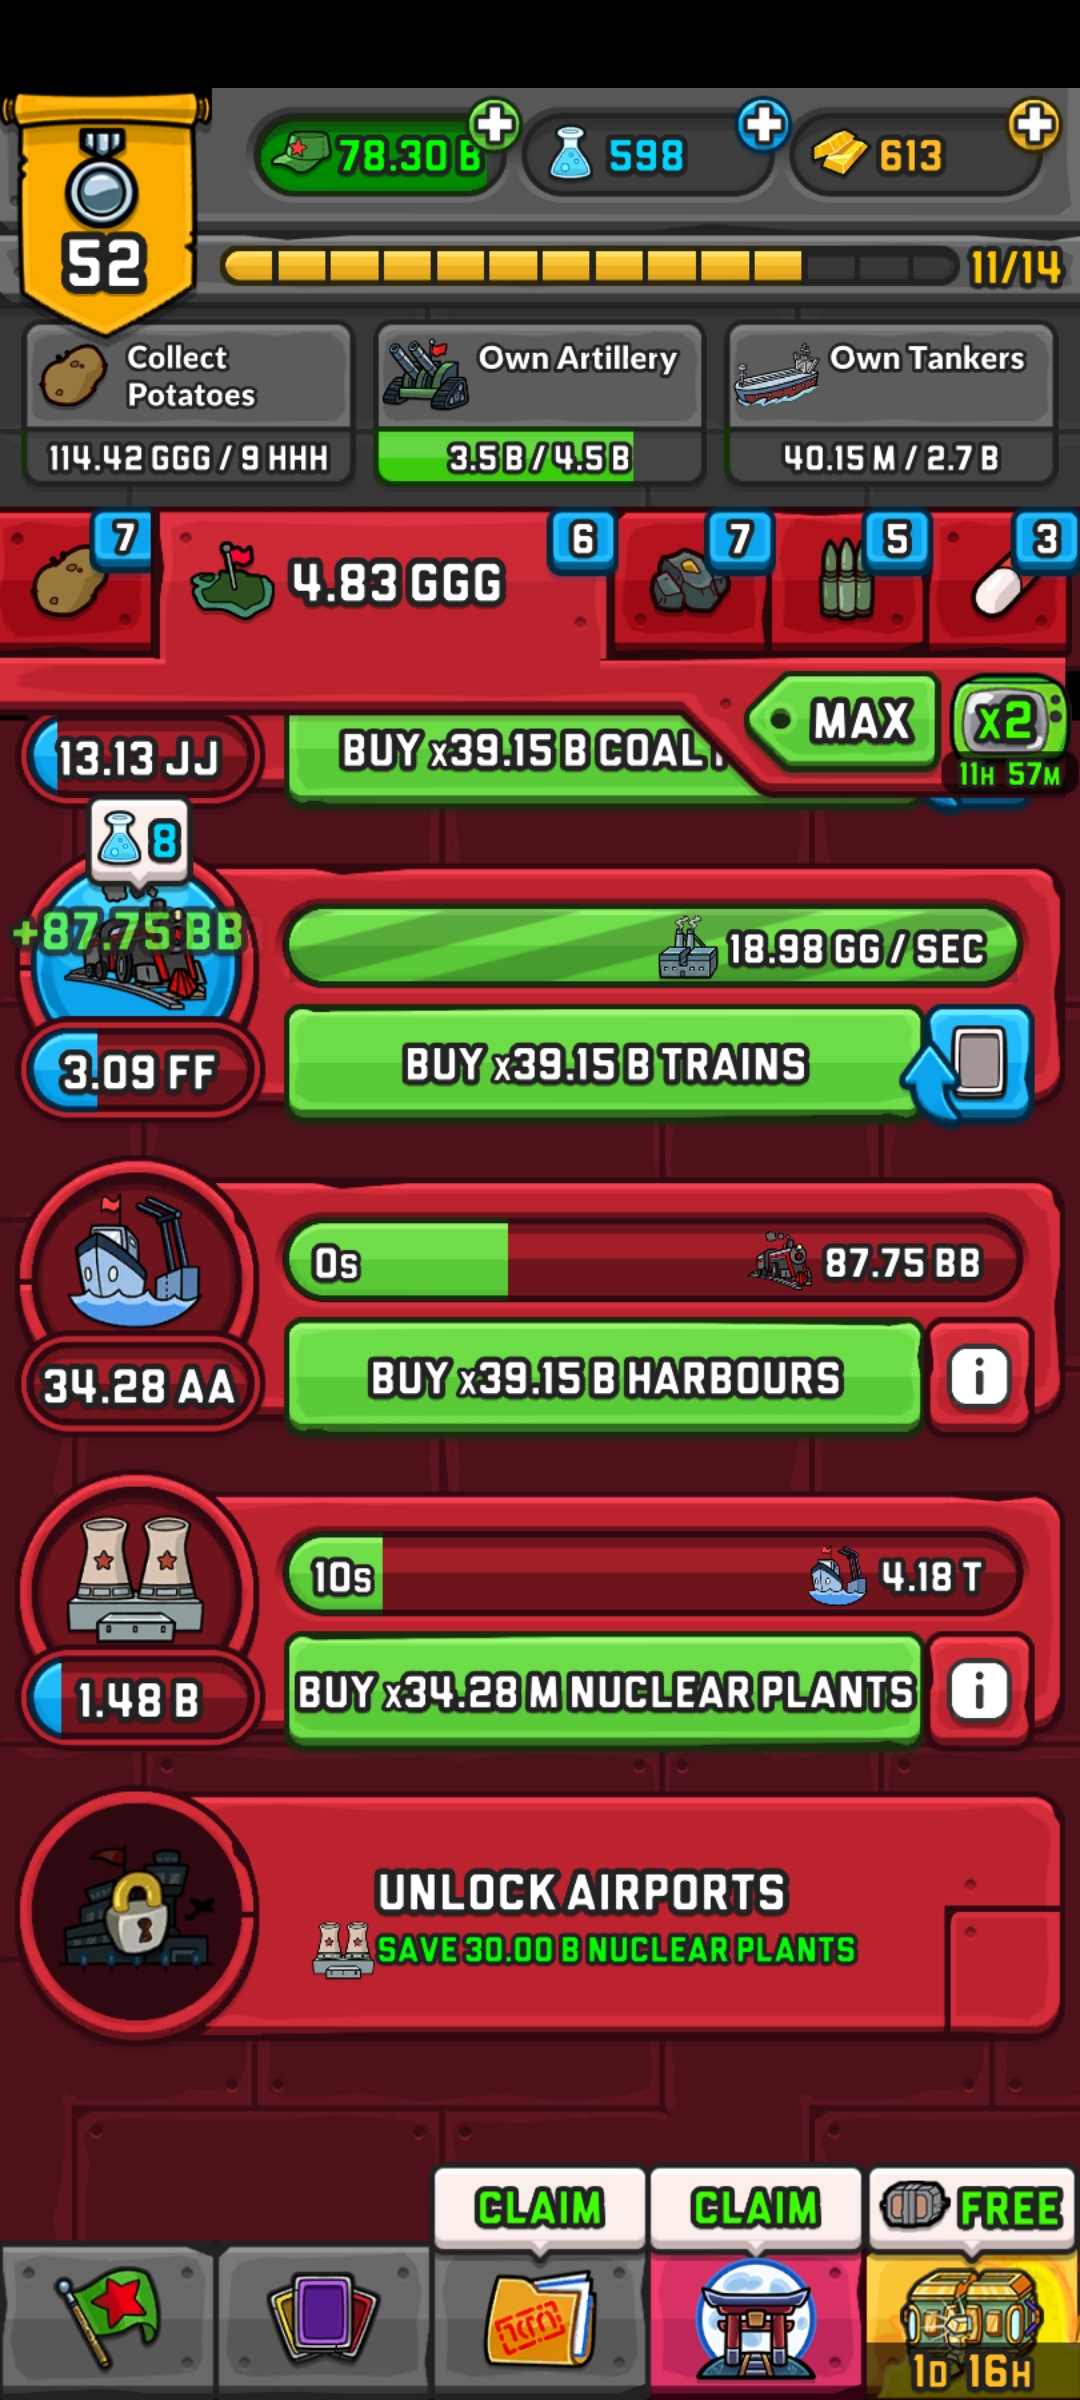 78.30 B
598
613
52
11/14
Collect
Potatoes
114.42 GGG / 9 HHH
Own Artillery
3.5 B / 4.5 B
Own Tankers
40.15 M / 2.7 B
7
4.83 GGG
6
7
5
3
MAX
x2
11H 57M
13.13 JJ
BUY x39.15 B COAL
8
+87.75 BB
18.98 GG / SEC
3.09 FF
BUY x39.15 B TRAINS
0s
87.75 BB
34.28 AA
BUY x39.15 B HARBOURS
i
10s
4.18 T
1.48 B
BUY x34.28 M NUCLEAR PLANTS
i
UNLOCK AIRPORTS
SAVE 30.00 B NUCLEAR PLANTS
CLAIM
CLAIM
FREE
1D 16H